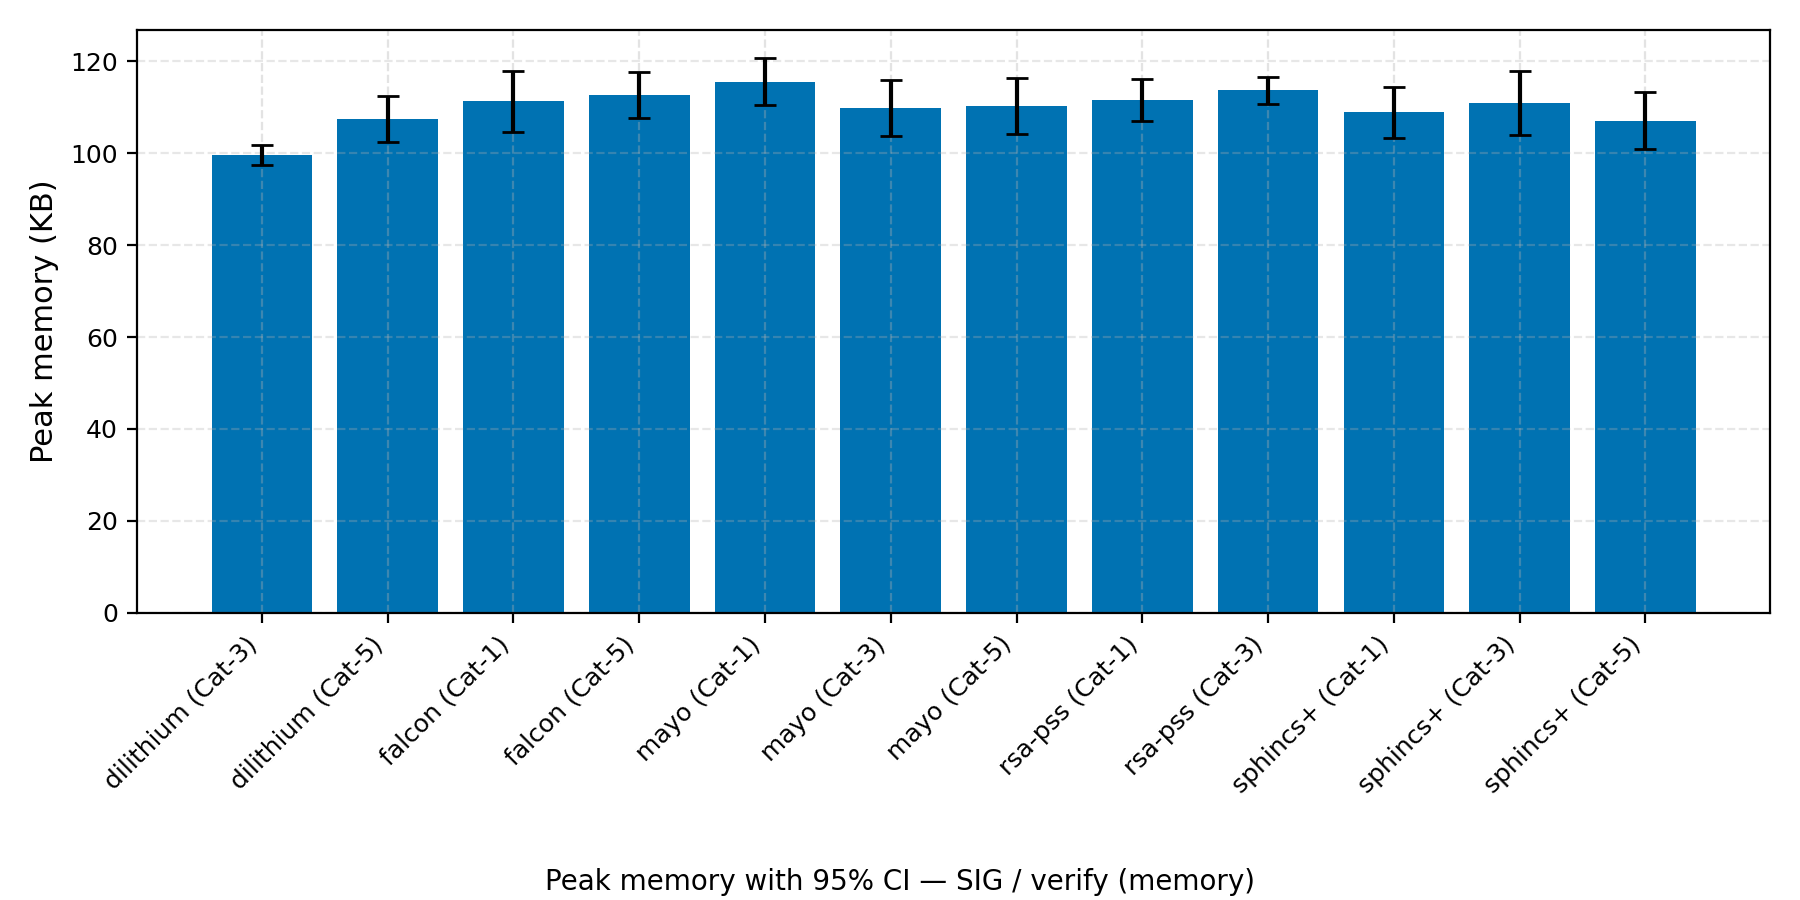 Peak memory (KB)
120
100
80
60
40
20
0
dilithium (Cat-3)
dilithium (Cat-5)
falcon (Cat-1)
falcon (Cat-5)
mayo (Cat-1)
mayo (Cat-3)
mayo (Cat-5)
rsa-pss (Cat-1)
rsa-pss (Cat-3)
sphincs+ (Cat-1)
sphincs+ (Cat-3)
sphincs+ (Cat-5)
Peak memory with 95% CI — SIG / verify (memory)